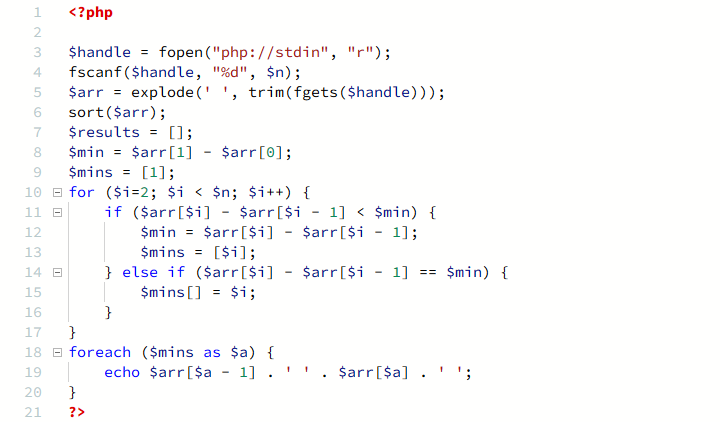 1 <?php
2
3 $handle = fopen("php://stdin", "r");
4 fscanf($handle, "%d", $n);
5 $arr = explode(' ', trim(fgets($handle)));
6 sort($arr);
7 $results = [];
8 $min = $arr[1] - $arr[0];
9 $mins = [1];
10 for ($i=2; $i < $n; $i++) {
11     if ($arr[$i] - $arr[$i - 1] < $min) {
12         $min = $arr[$i] - $arr[$i - 1];
13         $mins = [$i];
14     } else if ($arr[$i] - $arr[$i - 1] == $min) {
15         $mins[] = $i;
16     }
17 }
18 foreach ($mins as $a) {
19     echo $arr[$a - 1] . ' ' . $arr[$a] . ' ';
20 }
21 ?>